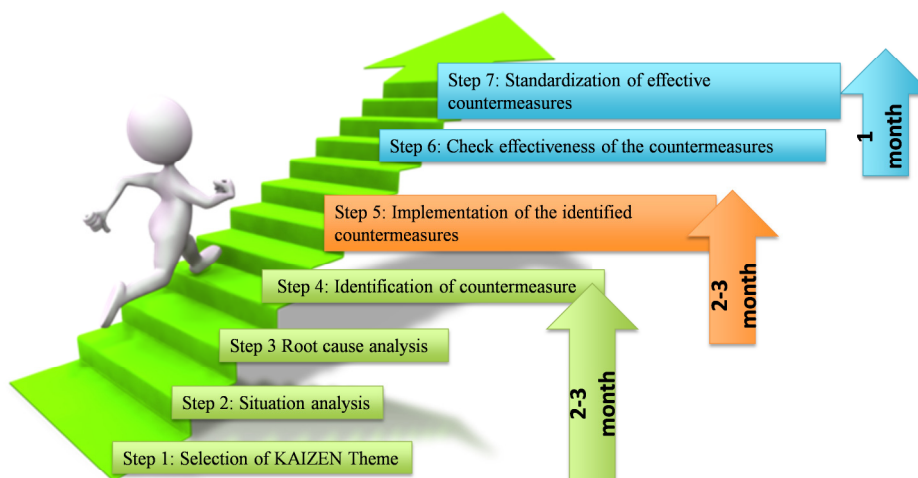 Step 7: Standardization of effective
countermeasures
Step 6: Check effectiveness of the countermeasures
1
month
Step 5: Implementation of the identified
countermeasures
2-3
month
Step 4: Identification of countermeasure
Step 3 Root cause analysis
2-3
month
Step 2: Situation analysis
Step 1: Selection of KAIZEN Theme